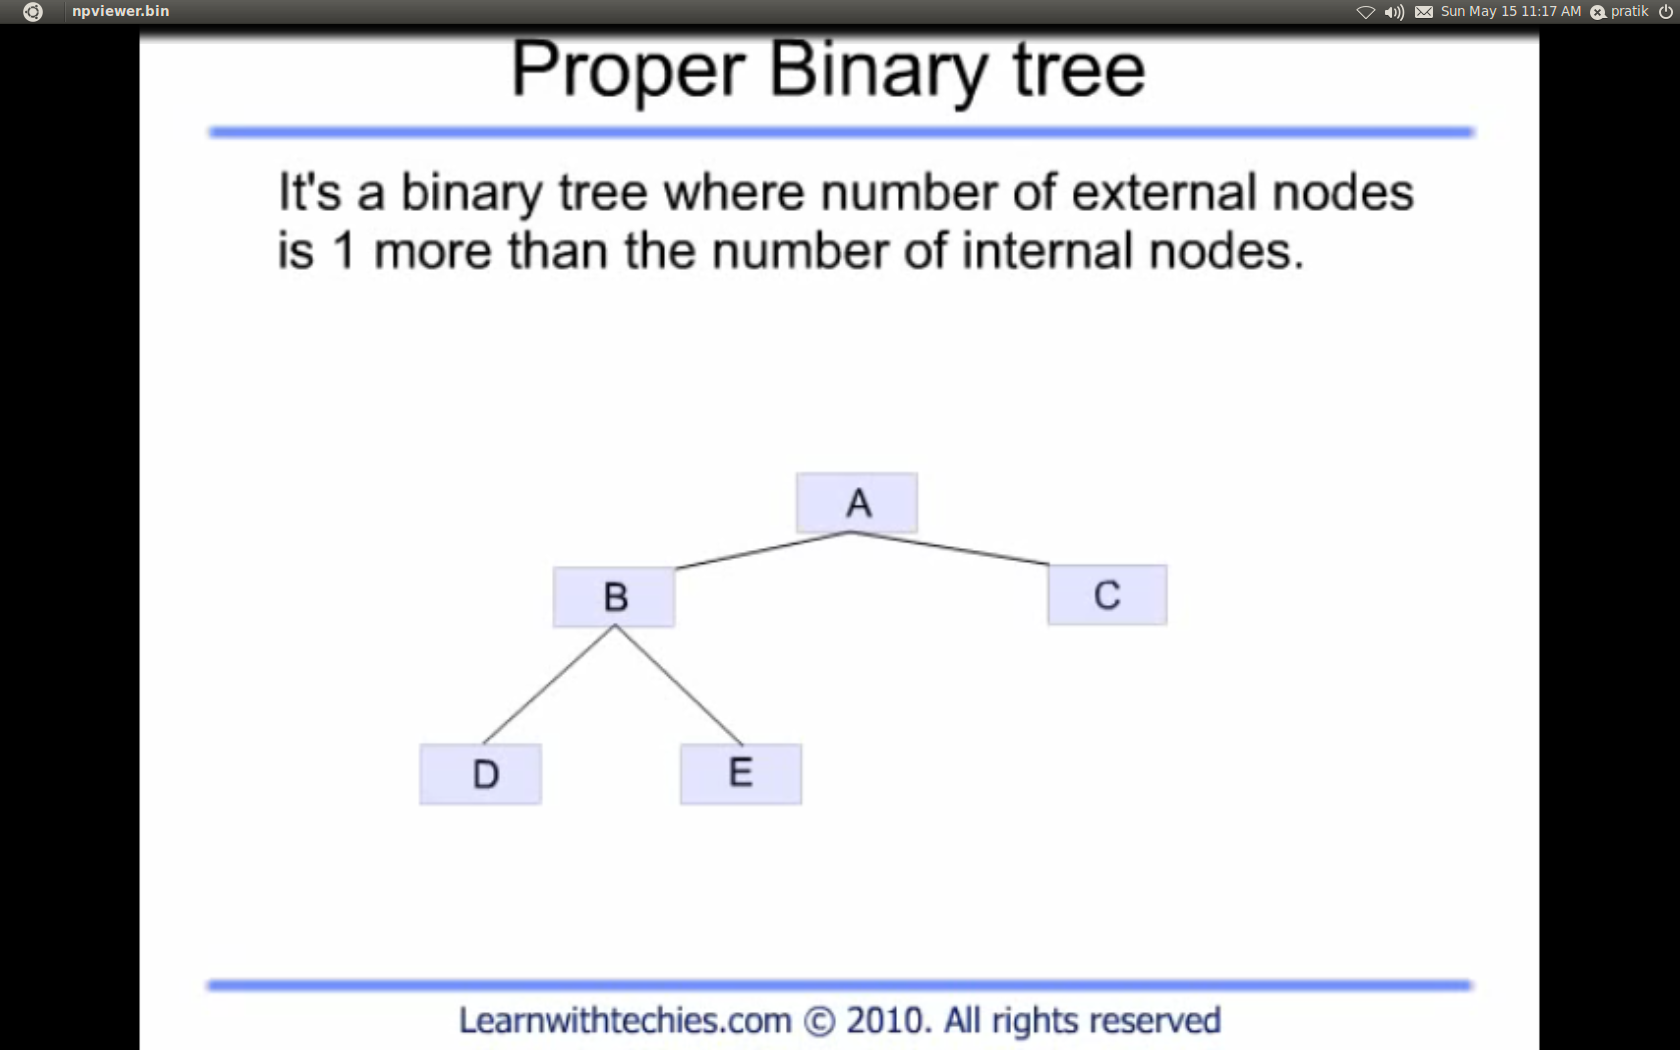 npviewer.bin
Sun May 15 11:17 AM pratik
Proper Binary tree
It's a binary tree where number of external nodes
is 1 more than the number of internal nodes.
A
B
C
D
E
Learnwithtechies.com © 2010. All rights reserved